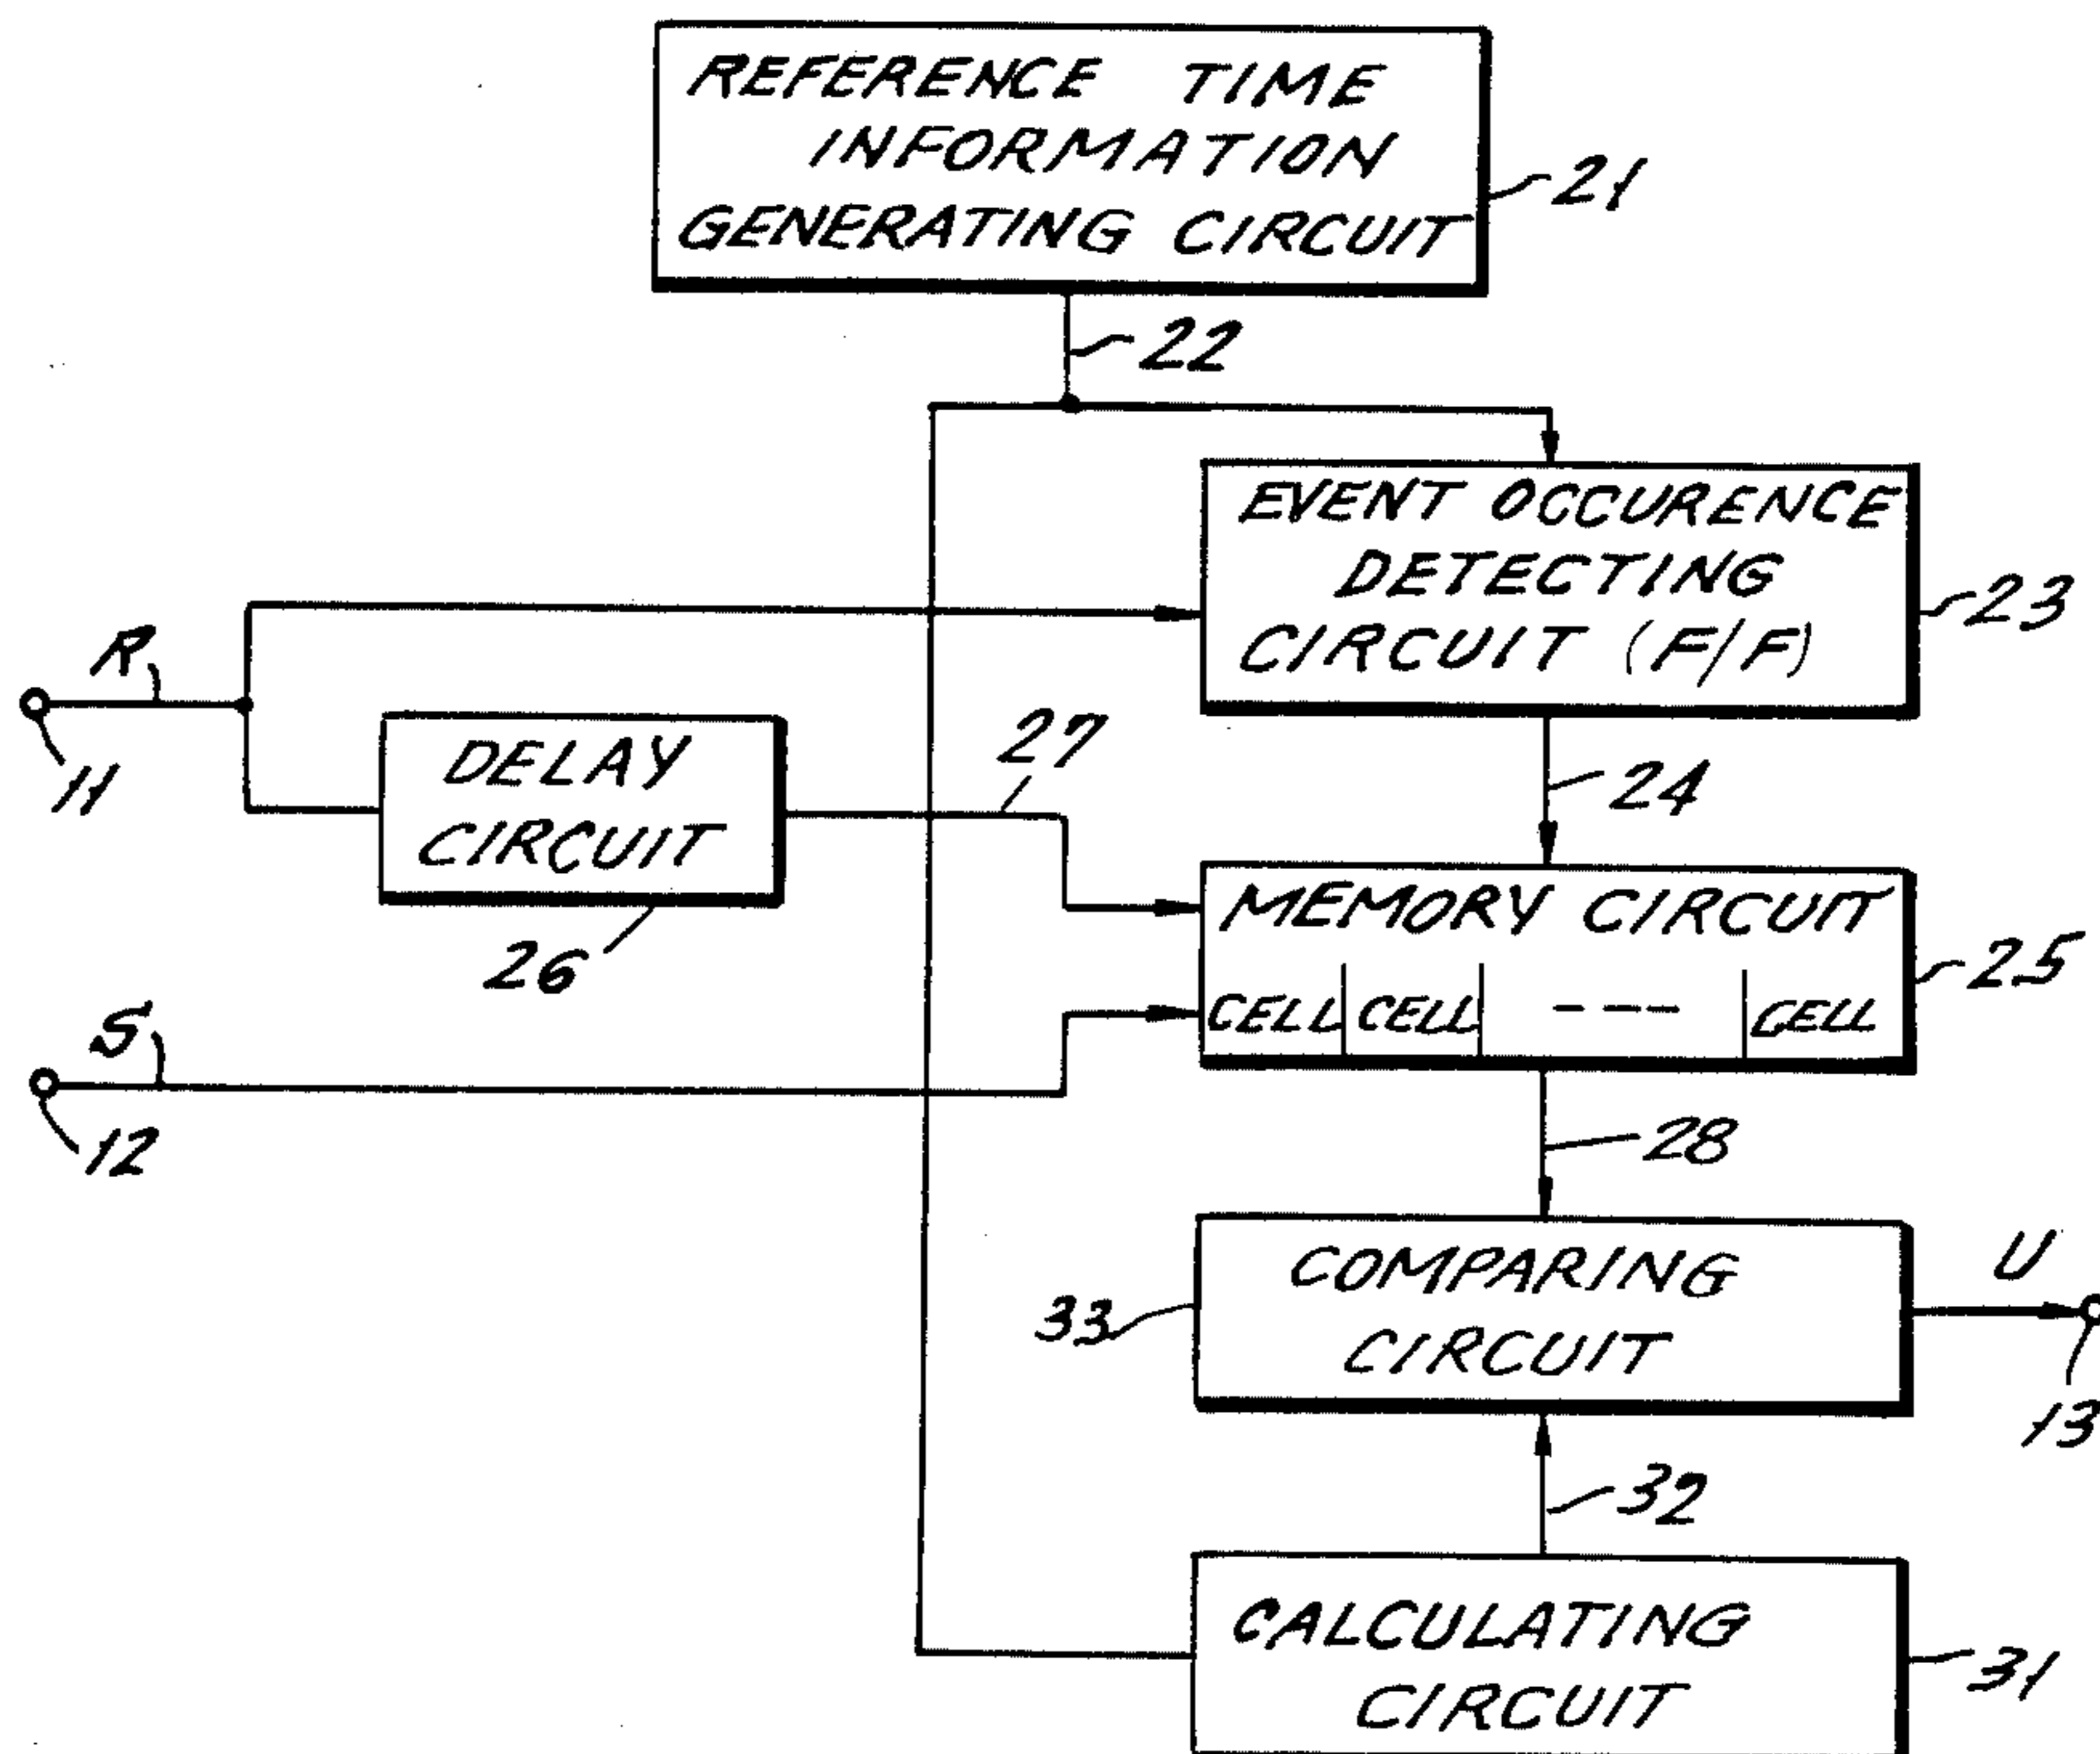 REFERENCE TIME
INFORMATION
GENERATING CIRCUIT
21
22
EVENT OCCURENCE
DETECTING
CIRCUIT (F/F)
23
R
11
DELAY
CIRCUIT
26
27
24
MEMORY CIRCUIT
CELL CELL --- CELL
25
S
12
28
COMPARING
CIRCUIT
33
U
13
32
CALCULATING
CIRCUIT
31